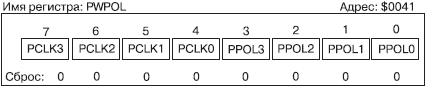 Имя регистра: PWPOL Адрес: $0041
7 6 5 4 3 2 1 0
PCLK3 PCLK2 PCLK1 PCLK0 PPOL3 PPOL2 PPOL1 PPOL0
Сброс: 0 0 0 0 0 0 0 0